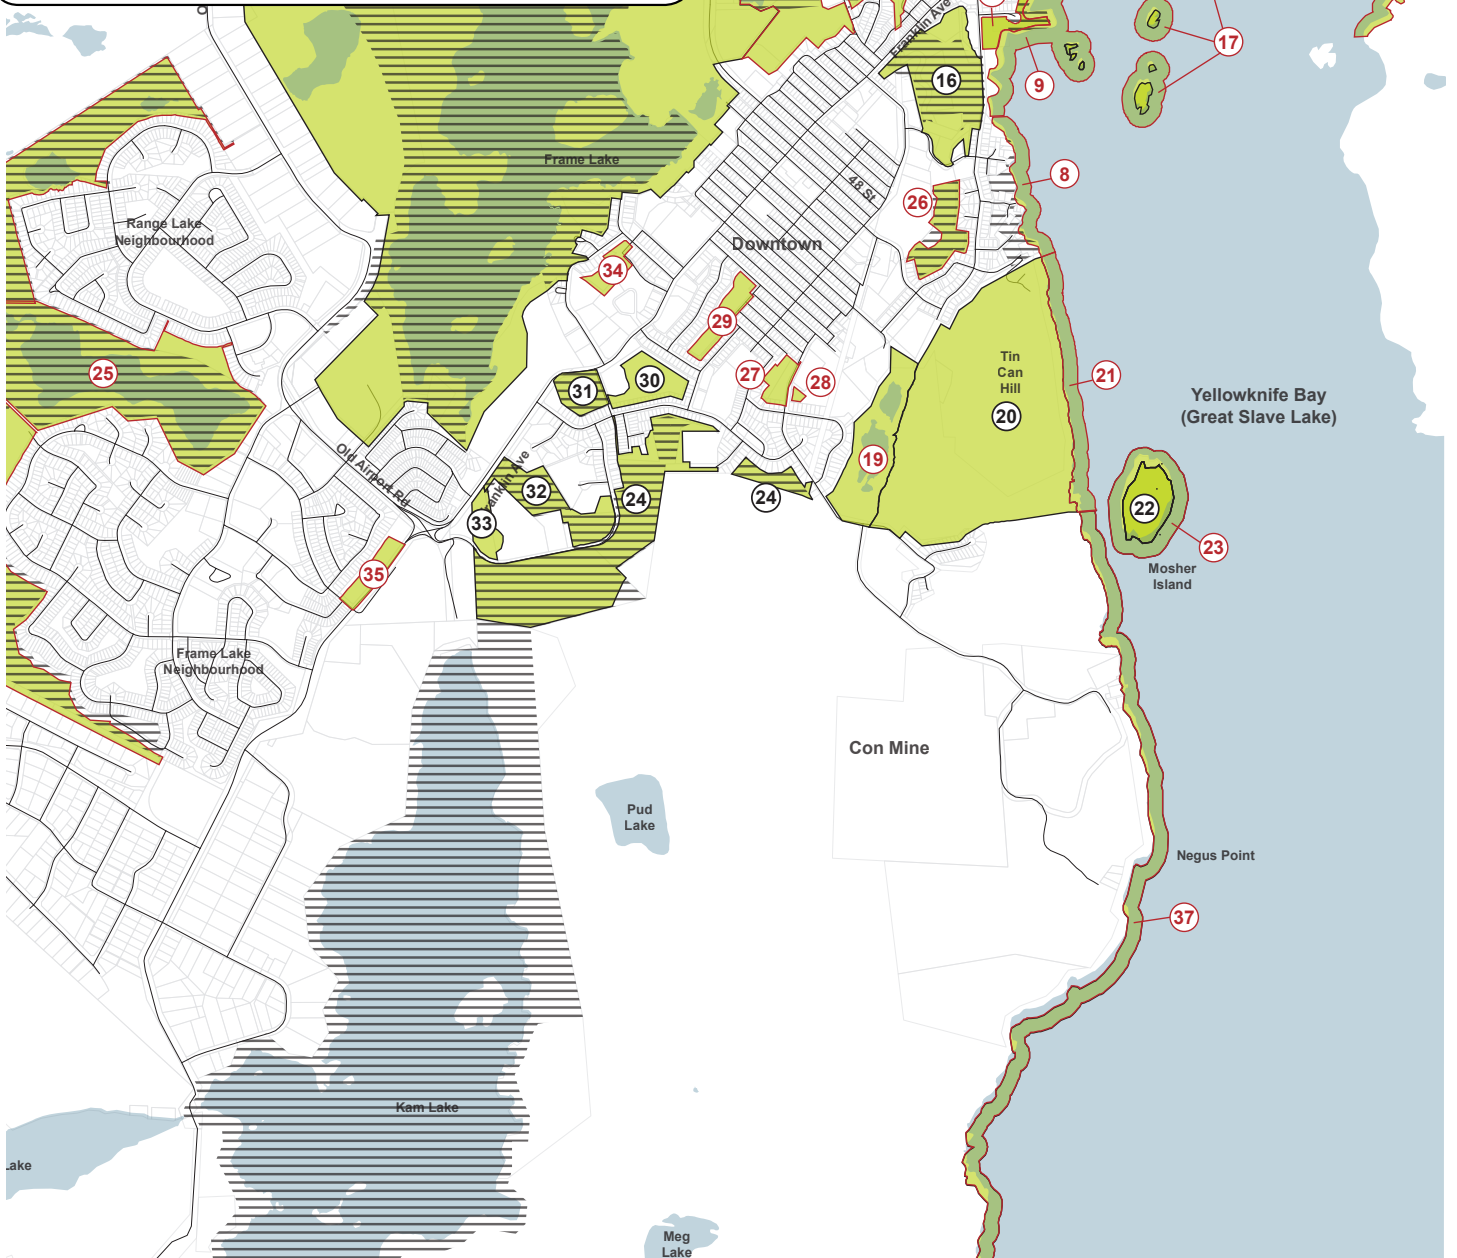 17
16
9
Frame Lake
8
48 St
26
Franklin Ave
Range Lake
Neighbourhood
Downtown
34
29
Tin
Can
Hill
20
25
31
30
27
28
21
Yellowknife Bay
(Great Slave Lake)
Old Airport Rd
Franklin Ave
19
32
24
24
33
22
23
Mosher
Island
35
Frame Lake
Neighbourhood
Con Mine
Pud
Lake
Negus Point
37
Kam Lake
Lake
Meg
Lake